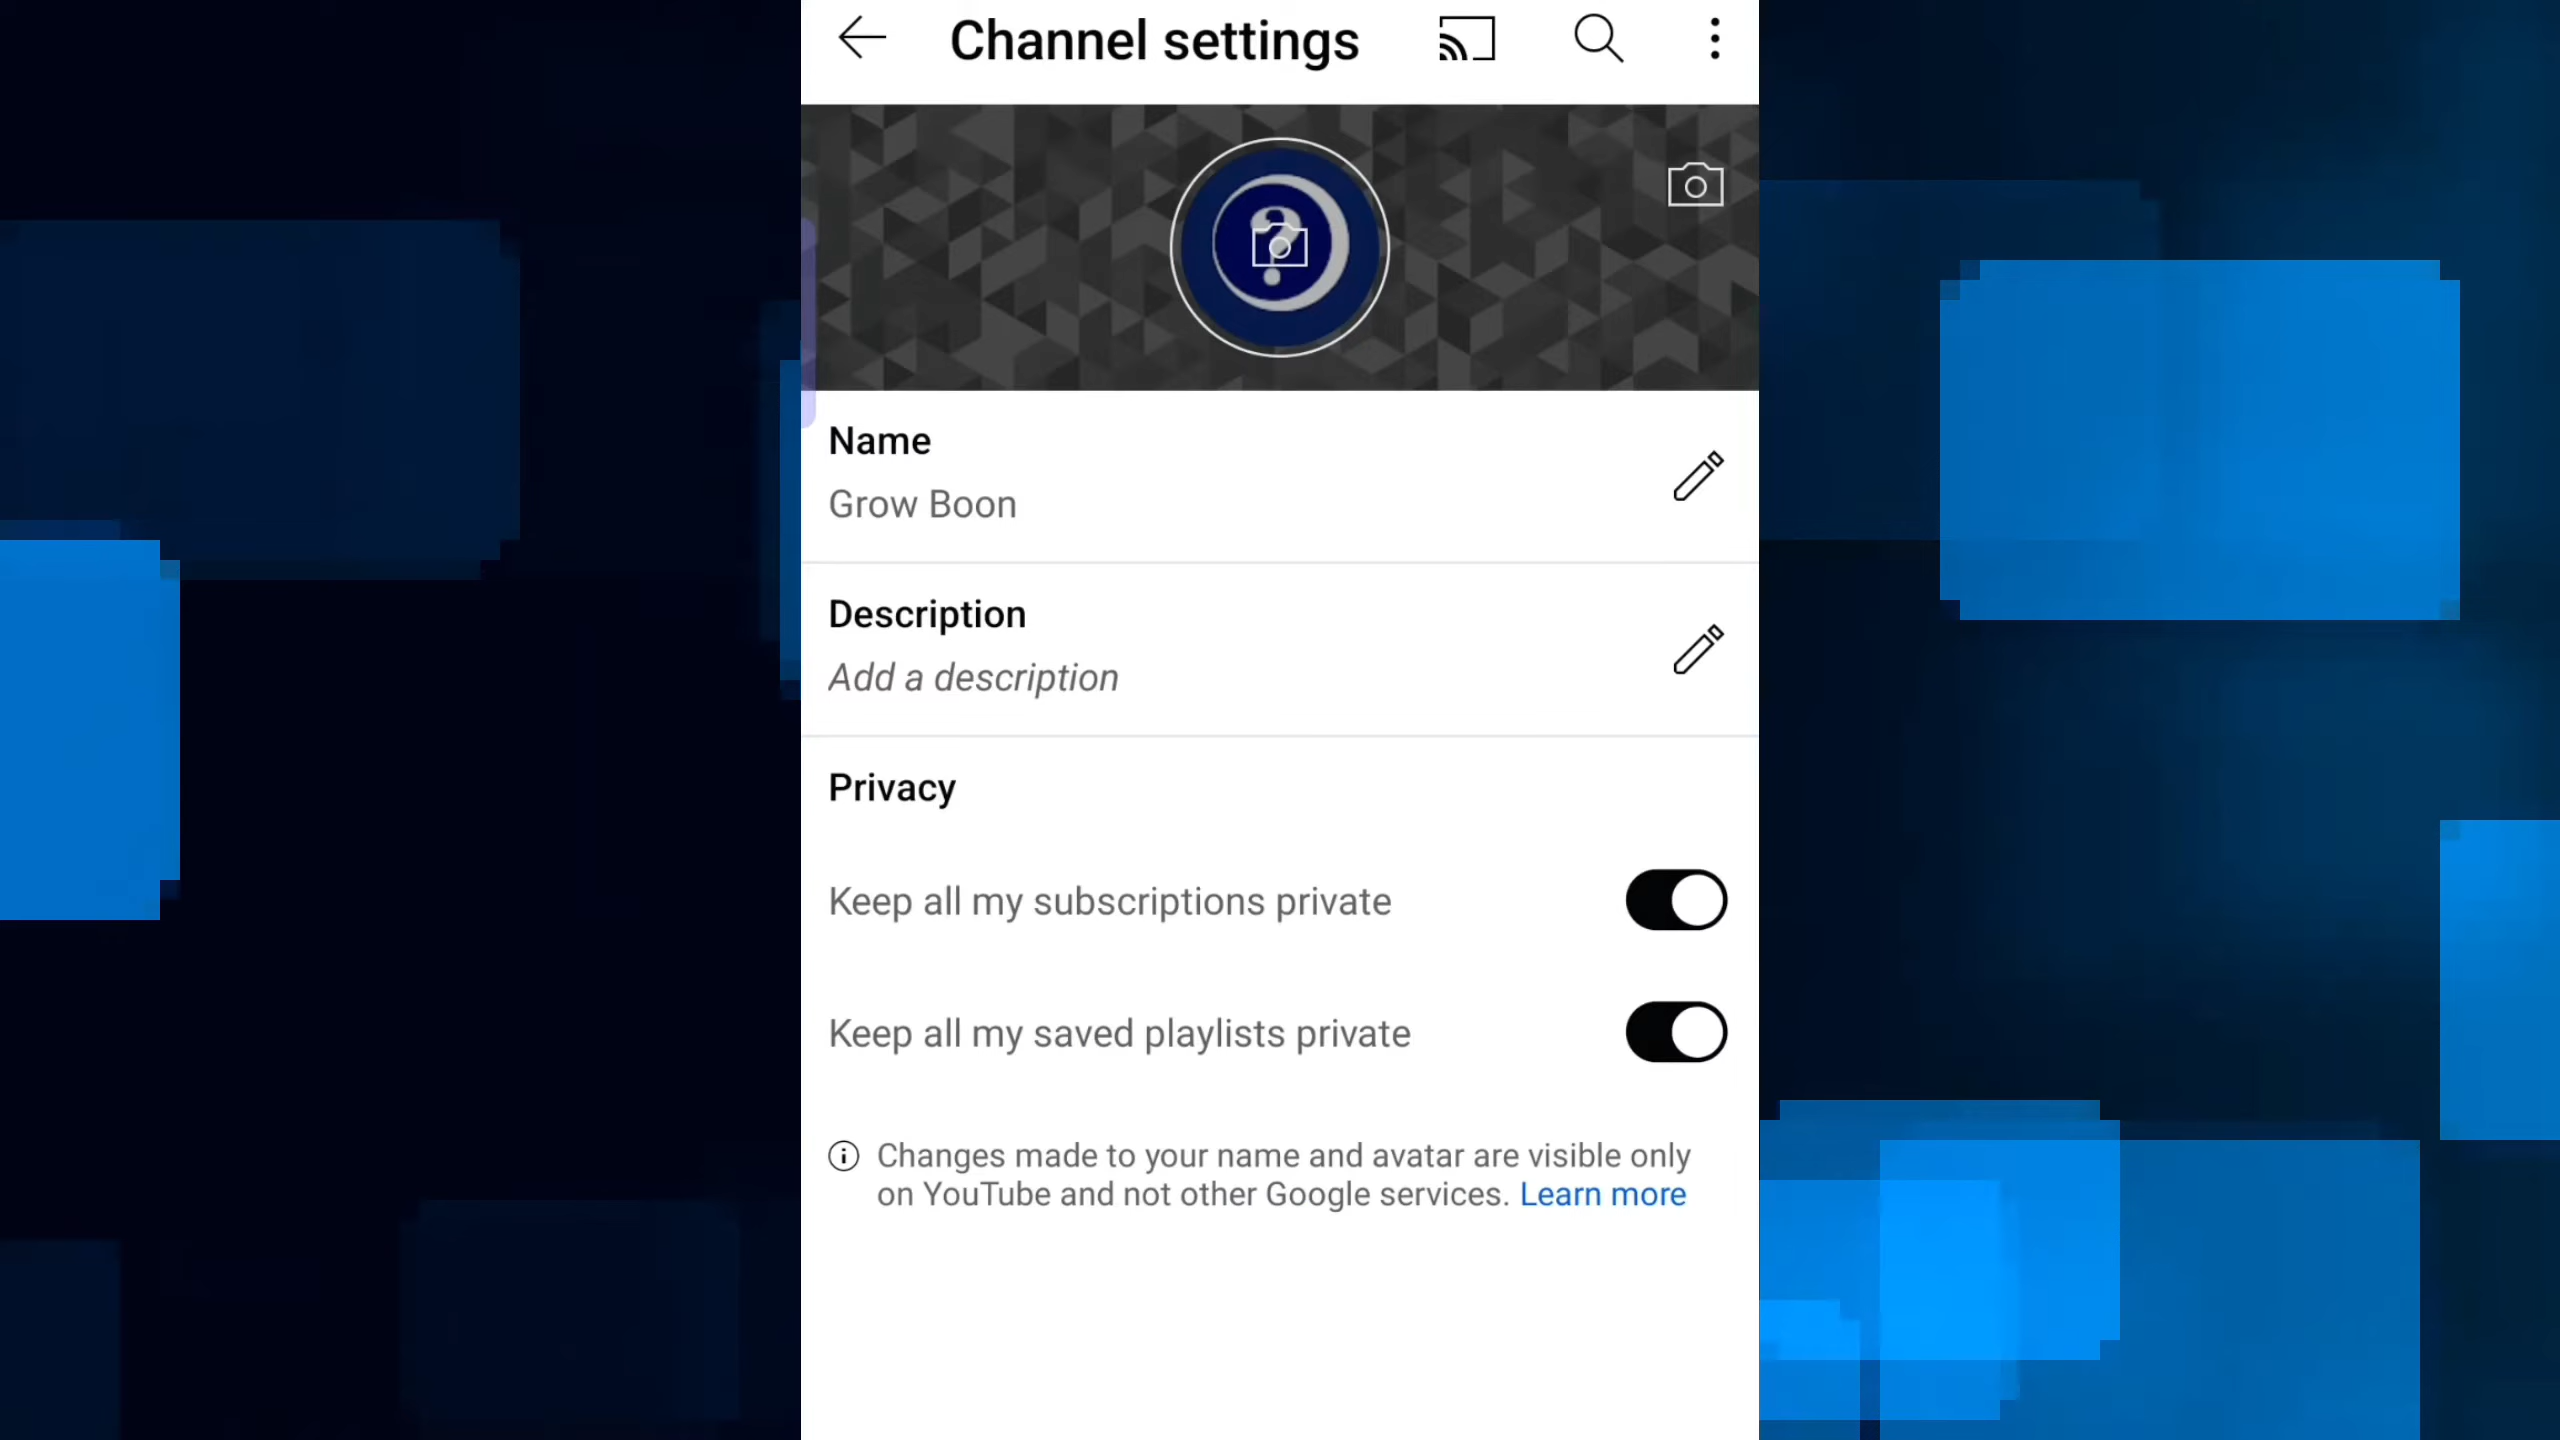 Channel settings
?
Name
Grow Boon
Description
Add a description
Privacy
Keep all my subscriptions private
Keep all my saved playlists private
Changes made to your name and avatar are visible only
on YouTube and not other Google services. Learn more